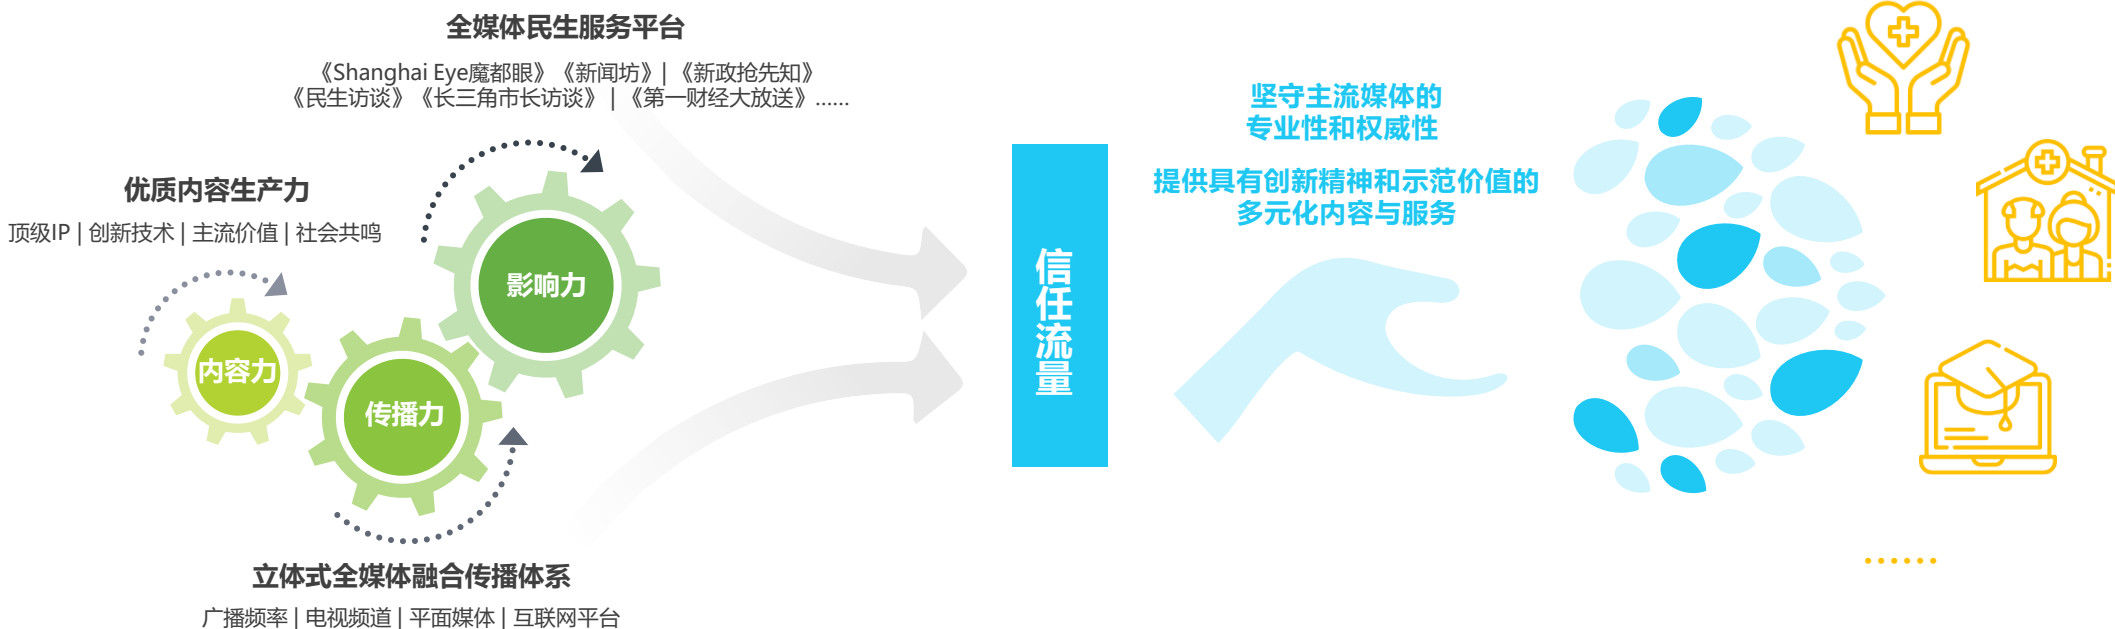 全媒体民生服务平台
《Shanghai Eye魔都眼》《新闻坊》| 《新政抢先知》
《民生访谈》《长三角市长访谈》 | 《第一财经大放送》......
优质内容生产力
顶级IP | 创新技术 | 主流价值 | 社会共鸣
影响力
内容力
传播力
立体式全媒体融合传播体系
广播频率 | 电视频道 | 平面媒体 | 互联网平台
信任流量
坚守主流媒体的
专业性和权威性
提供具有创新精神和示范价值的
多元化内容与服务
......